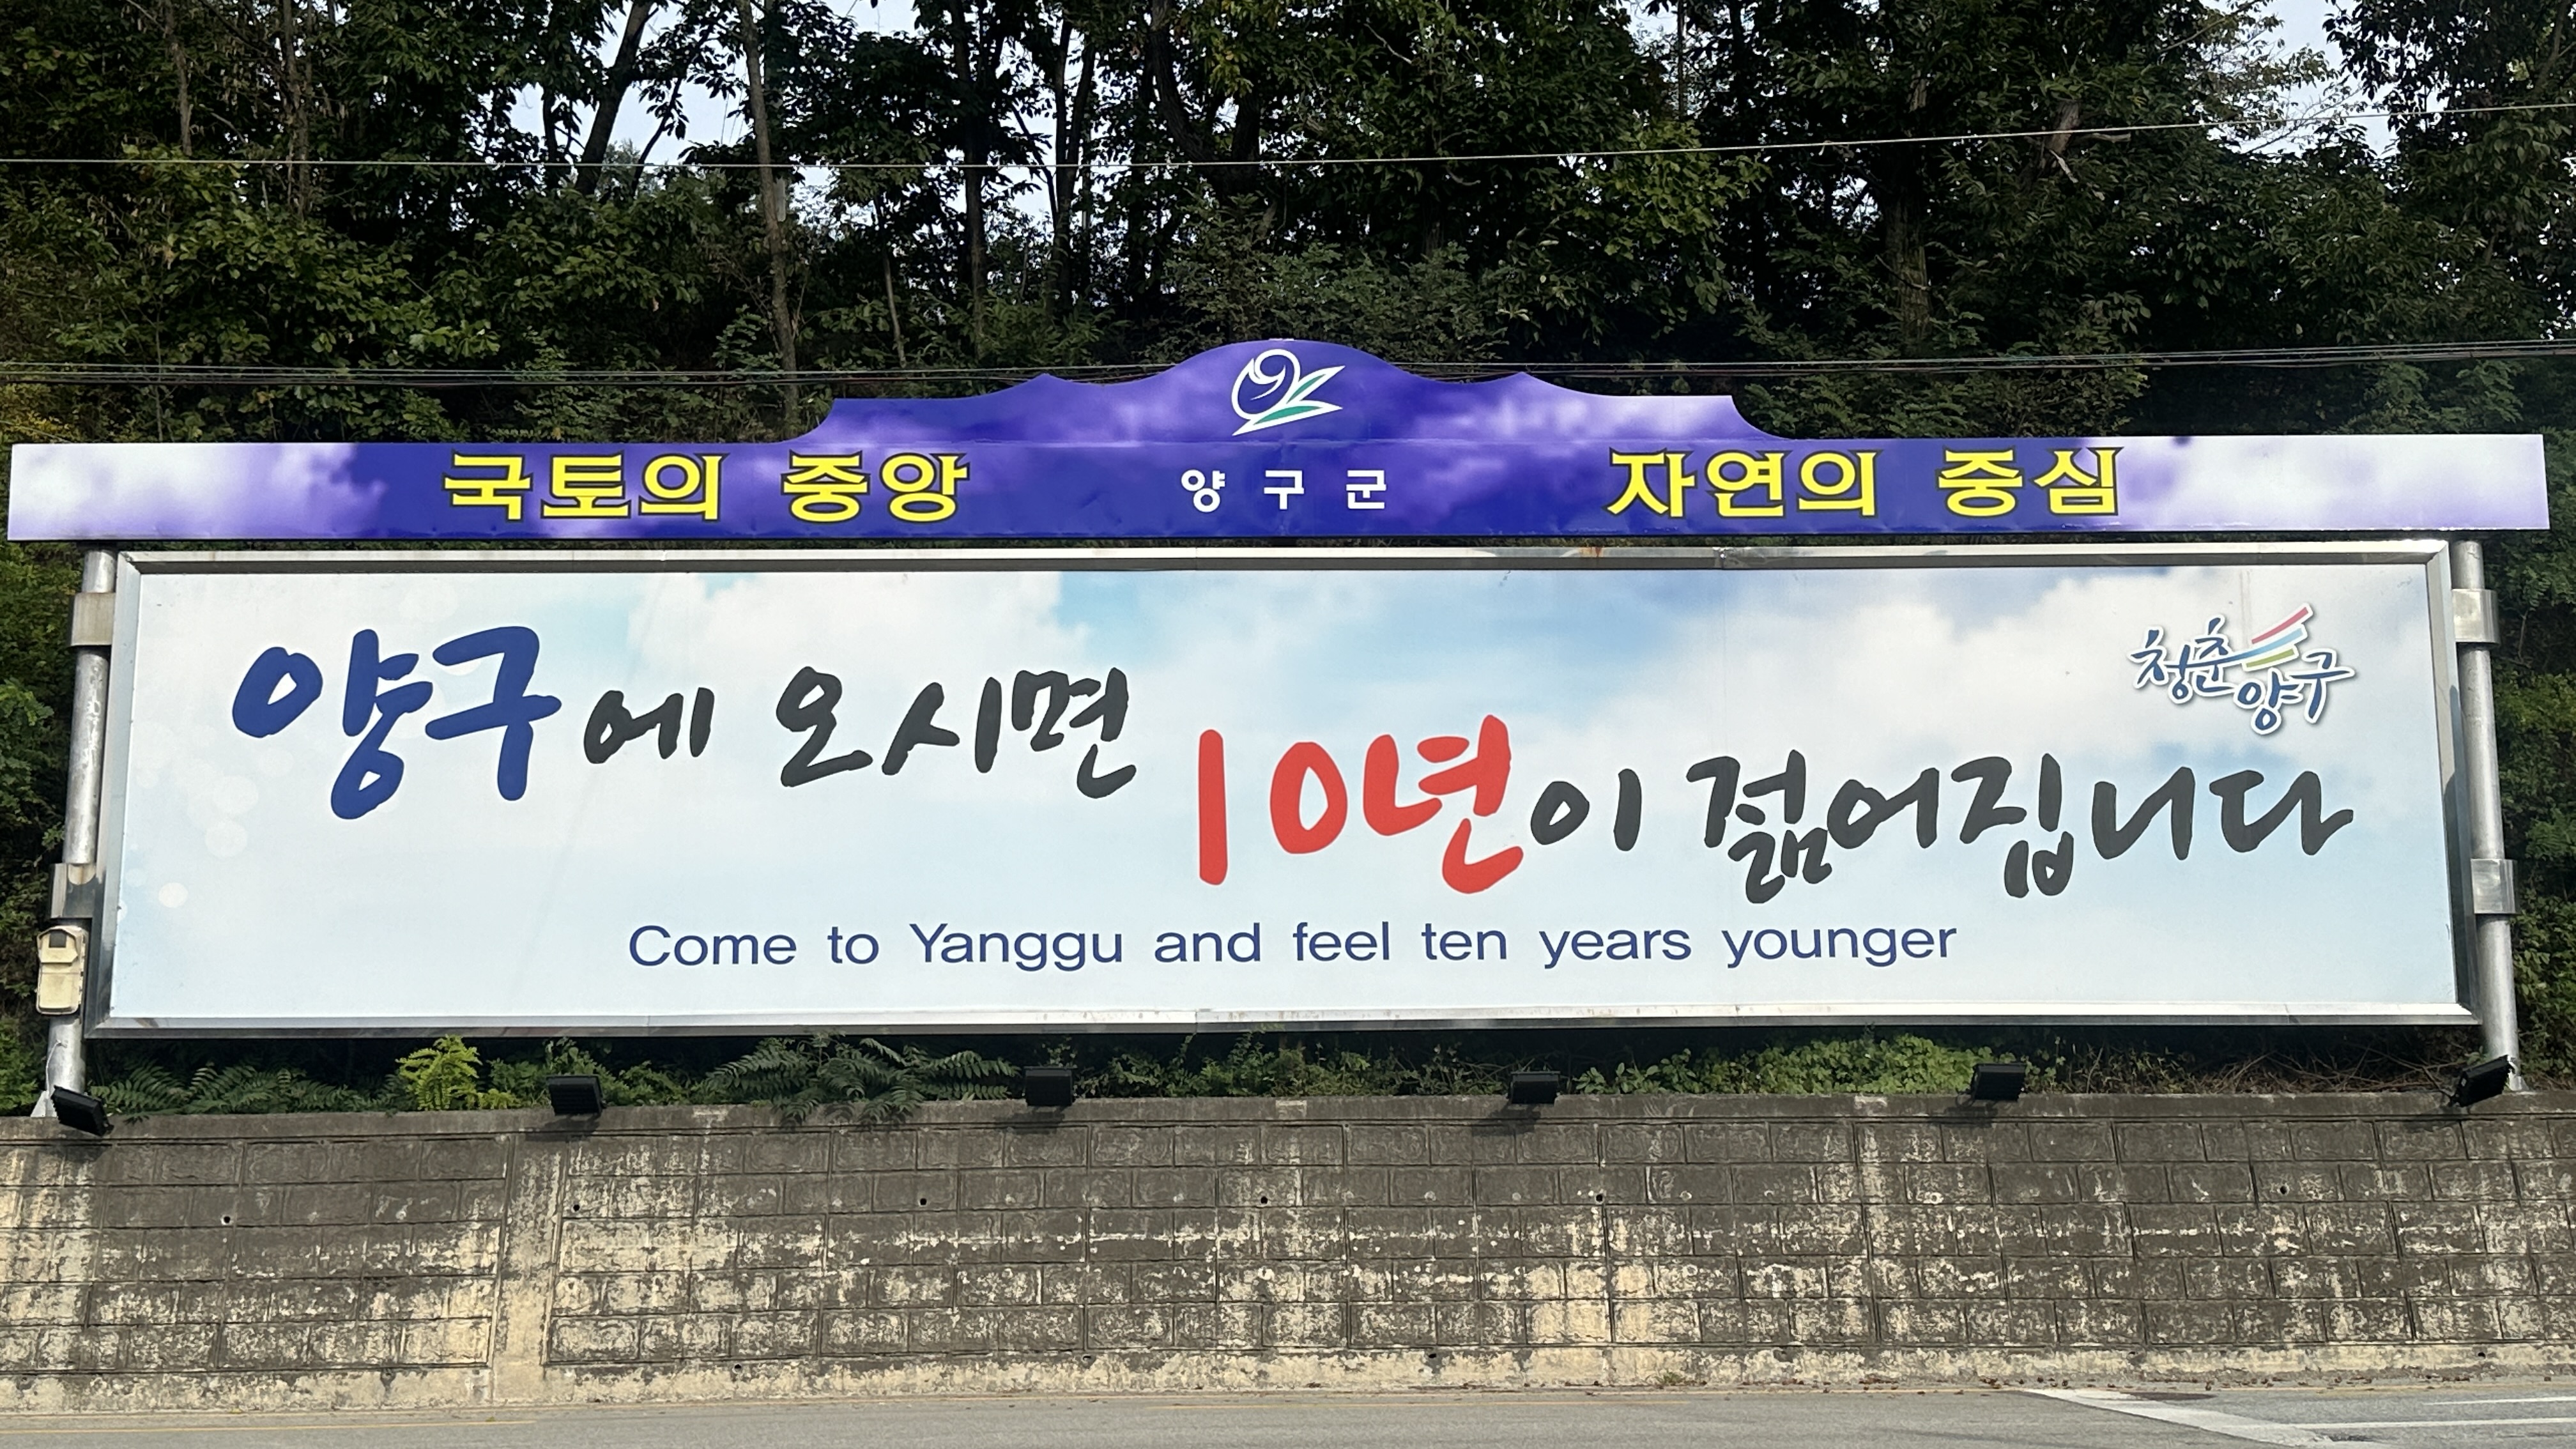 국토의 중앙 양구군 자연의 중심
청춘
양구
양구에 오시면
10년이 젊어집니다
Come to Yanggu and feel ten years younger